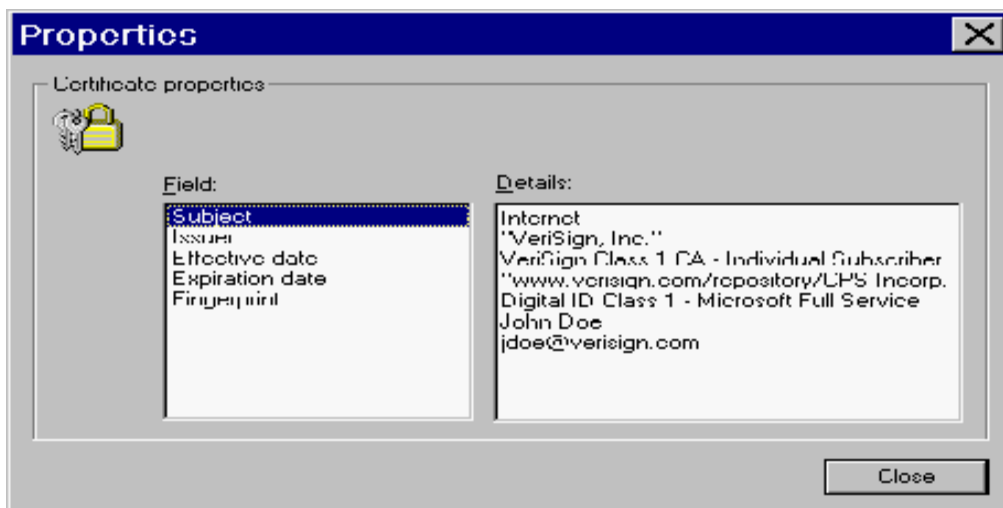 Properties
Certificate properties
Field:
Details:
Subject
Issuer
Effective date
Expiration date
Fingerprint
Internet
"VeriSign, Inc."
VeriSign Class 1 CA - Individual Subscriber
"www.verisign.com/repository/CPS Incorp.
Digital ID Class 1 - Microsoft Full Service
John Doe
jdoe@verisign.com
Close